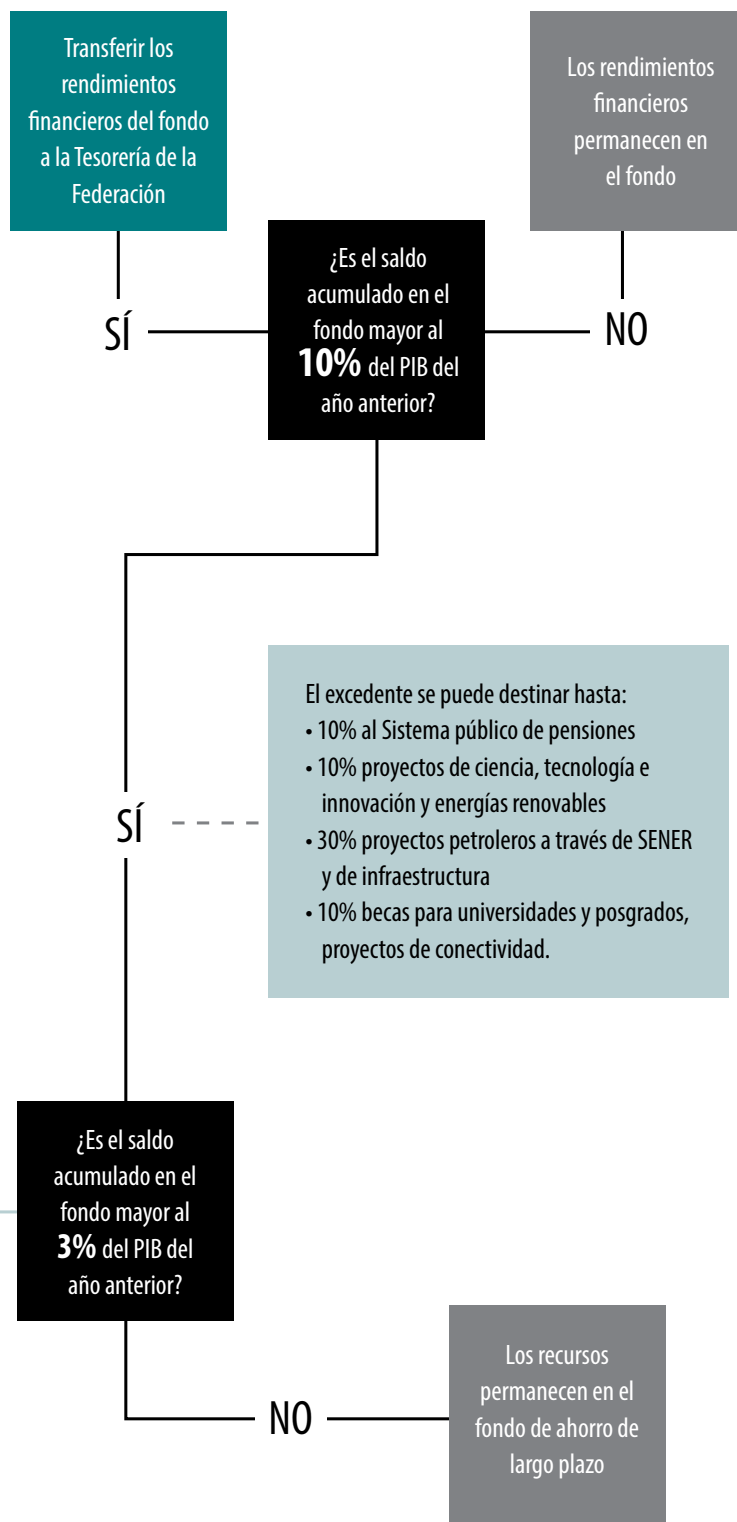 Transferir los
rendimientos
financieros del fondo
a la Tesorería de la
Federación
Los rendimientos
financieros
permanecen en
el fondo
¿Es el saldo
acumulado en el
fondo mayor al
10% del PIB del
año anterior?
SÍ
NO
El excedente se puede destinar hasta:
• 10% al Sistema público de pensiones
• 10% proyectos de ciencia, tecnología e
innovación y energías renovables
• 30% proyectos petroleros a través de SENER
y de infraestructura
• 10% becas para universidades y posgrados,
proyectos de conectividad.
SÍ
¿Es el saldo
acumulado en el
fondo mayor al
3% del PIB del
año anterior?
NO
Los recursos
permanecen en el
fondo de ahorro de
largo plazo